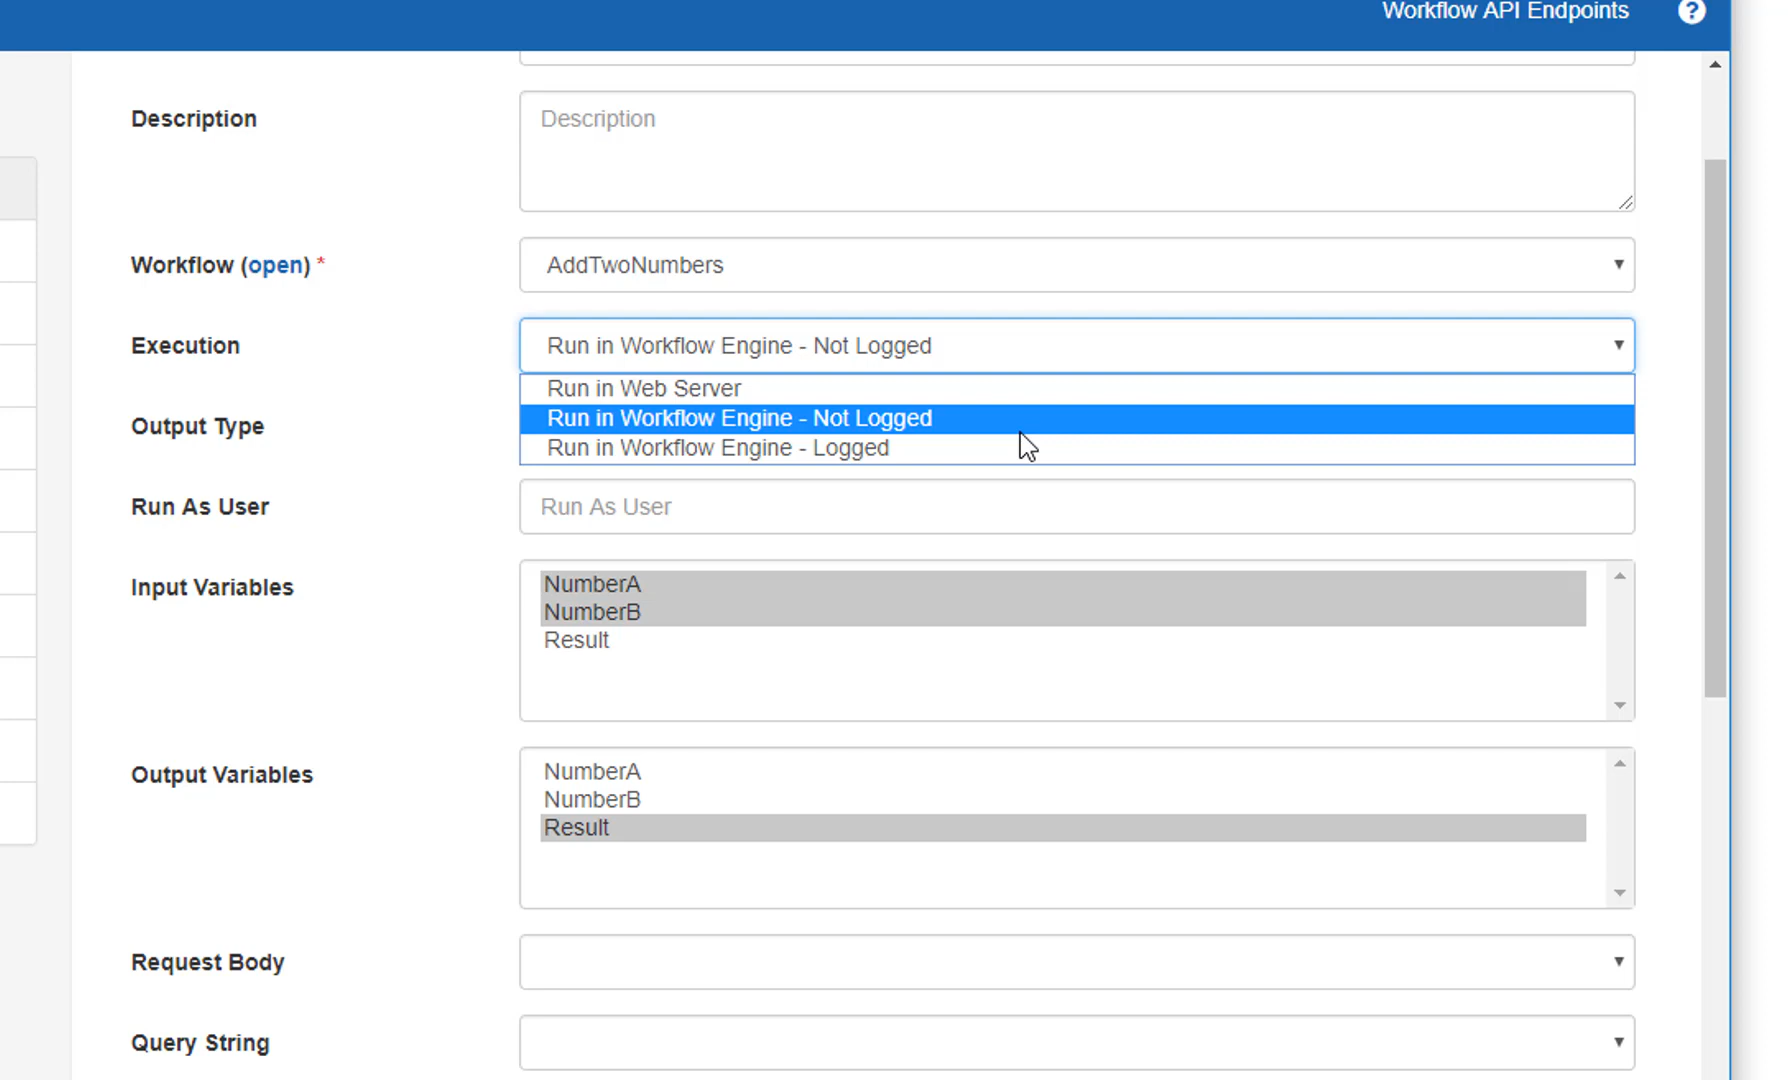 Workflow API Endpoints ?
Description
Description
Workflow (open) *
AddTwoNumbers
Execution
Run in Workflow Engine - Not Logged
Run in Web Server
Run in Workflow Engine - Not Logged
Run in Workflow Engine - Logged
Output Type
Run As User
Run As User
Input Variables
NumberA
NumberB
Result
Output Variables
NumberA
NumberB
Result
Request Body
Query String